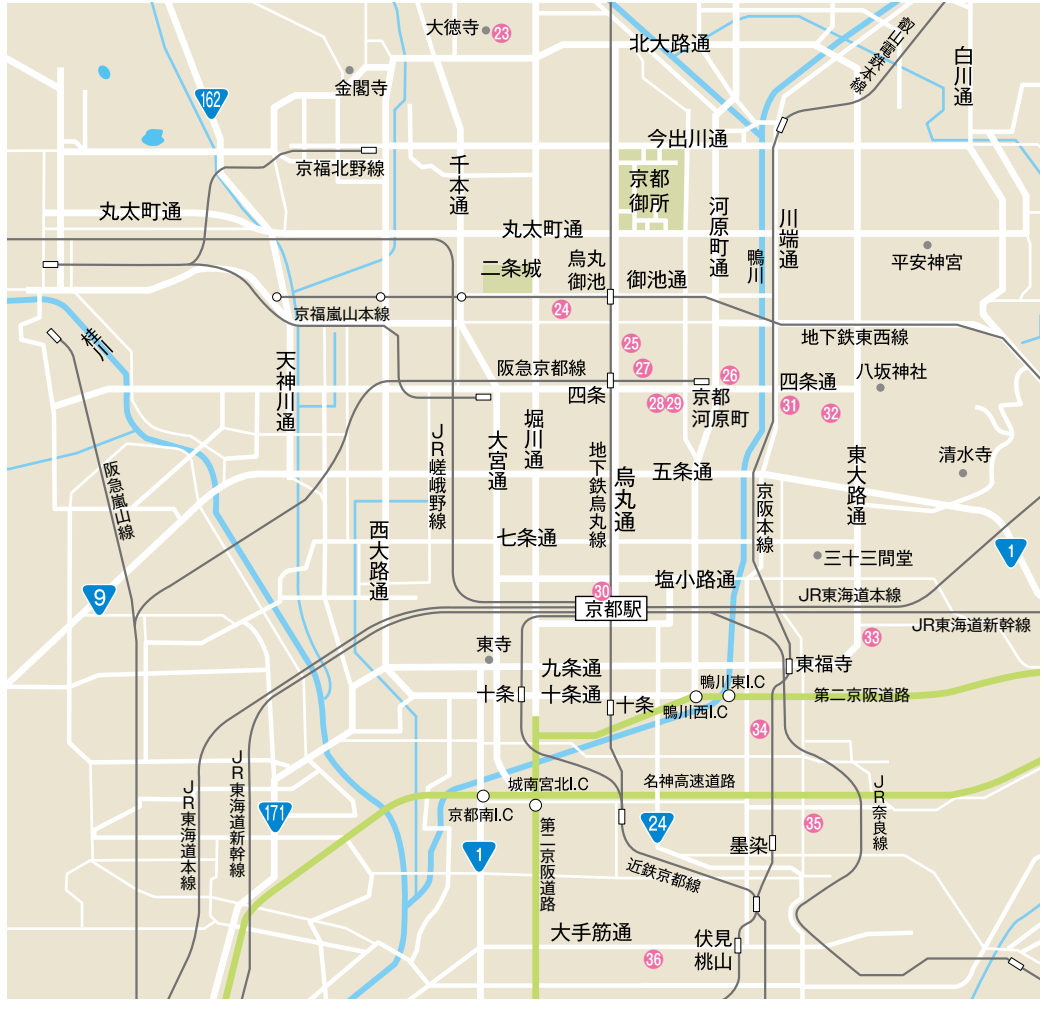 大徳寺
23
北大路通
叡山電鉄本線
白川通
金閣寺
162
今出川通
京福北野線
千本通
京都
御所
河原町通
丸太町通
丸太町通
川端通
鴨川
平安神宮
二条城
烏丸
御池
御池通
24
京福嵐山本線
地下鉄東西線
桂川
25
天神川通
阪急京都線
27
26
四条
四条通
八坂神社
28
29
京都
河原町
31
32
堀川通
大宮通
JR嵯峨野線
地下鉄烏丸線
烏丸通
五条通
東大路通
清水寺
阪急嵐山線
京阪本線
西大路通
七条通
1
三十三間堂
9
塩小路通
30
京都駅
JR東海道本線
JR東海道新幹線
33
東寺
九条通
東福寺
十条
十条通
十条
鴨川東I.C
鴨川西I.C
第二京阪道路
34
JR東海道新幹線
JR東海道本線
城南宮北I.C
名神高速道路
JR奈良線
171
京都南I.C
第二京阪道路
24
35
1
墨染
近鉄京都線
大手筋通
伏見
桃山
36